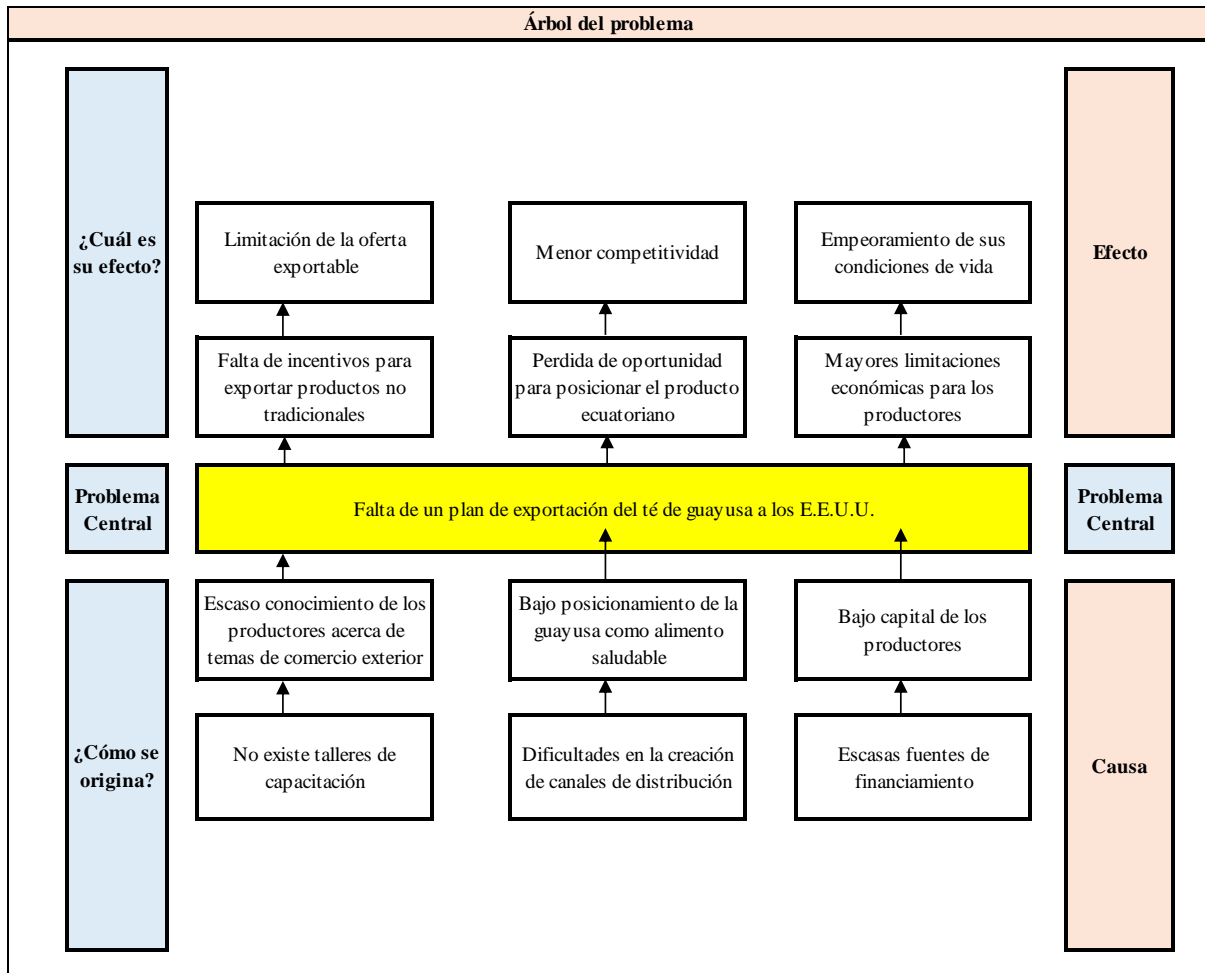 Árbol del problema
¿Cuál es
su efecto?
Limitación de la oferta
exportable
Menor competitividad
Empeoramiento de sus
condiciones de vida
Efecto
Falta de incentivos para
exportar productos no
tradicionales
Perdida de oportunidad
para posicionar el producto
ecuatoriano
Mayores limitaciones
económicas para los
productores
Problema
Central
Falta de un plan de exportación del té de guayusa a los E.E.U.U.
Problema
Central
¿Cómo se
origina?
Escaso conocimiento de los
productores acerca de
temas de comercio exterior
Bajo posicionamiento de la
guayusa como alimento
saludable
Bajo capital de los
productores
Causa
No existe talleres de
capacitación
Dificultades en la creación
de canales de distribución
Escasas fuentes de
financiamiento